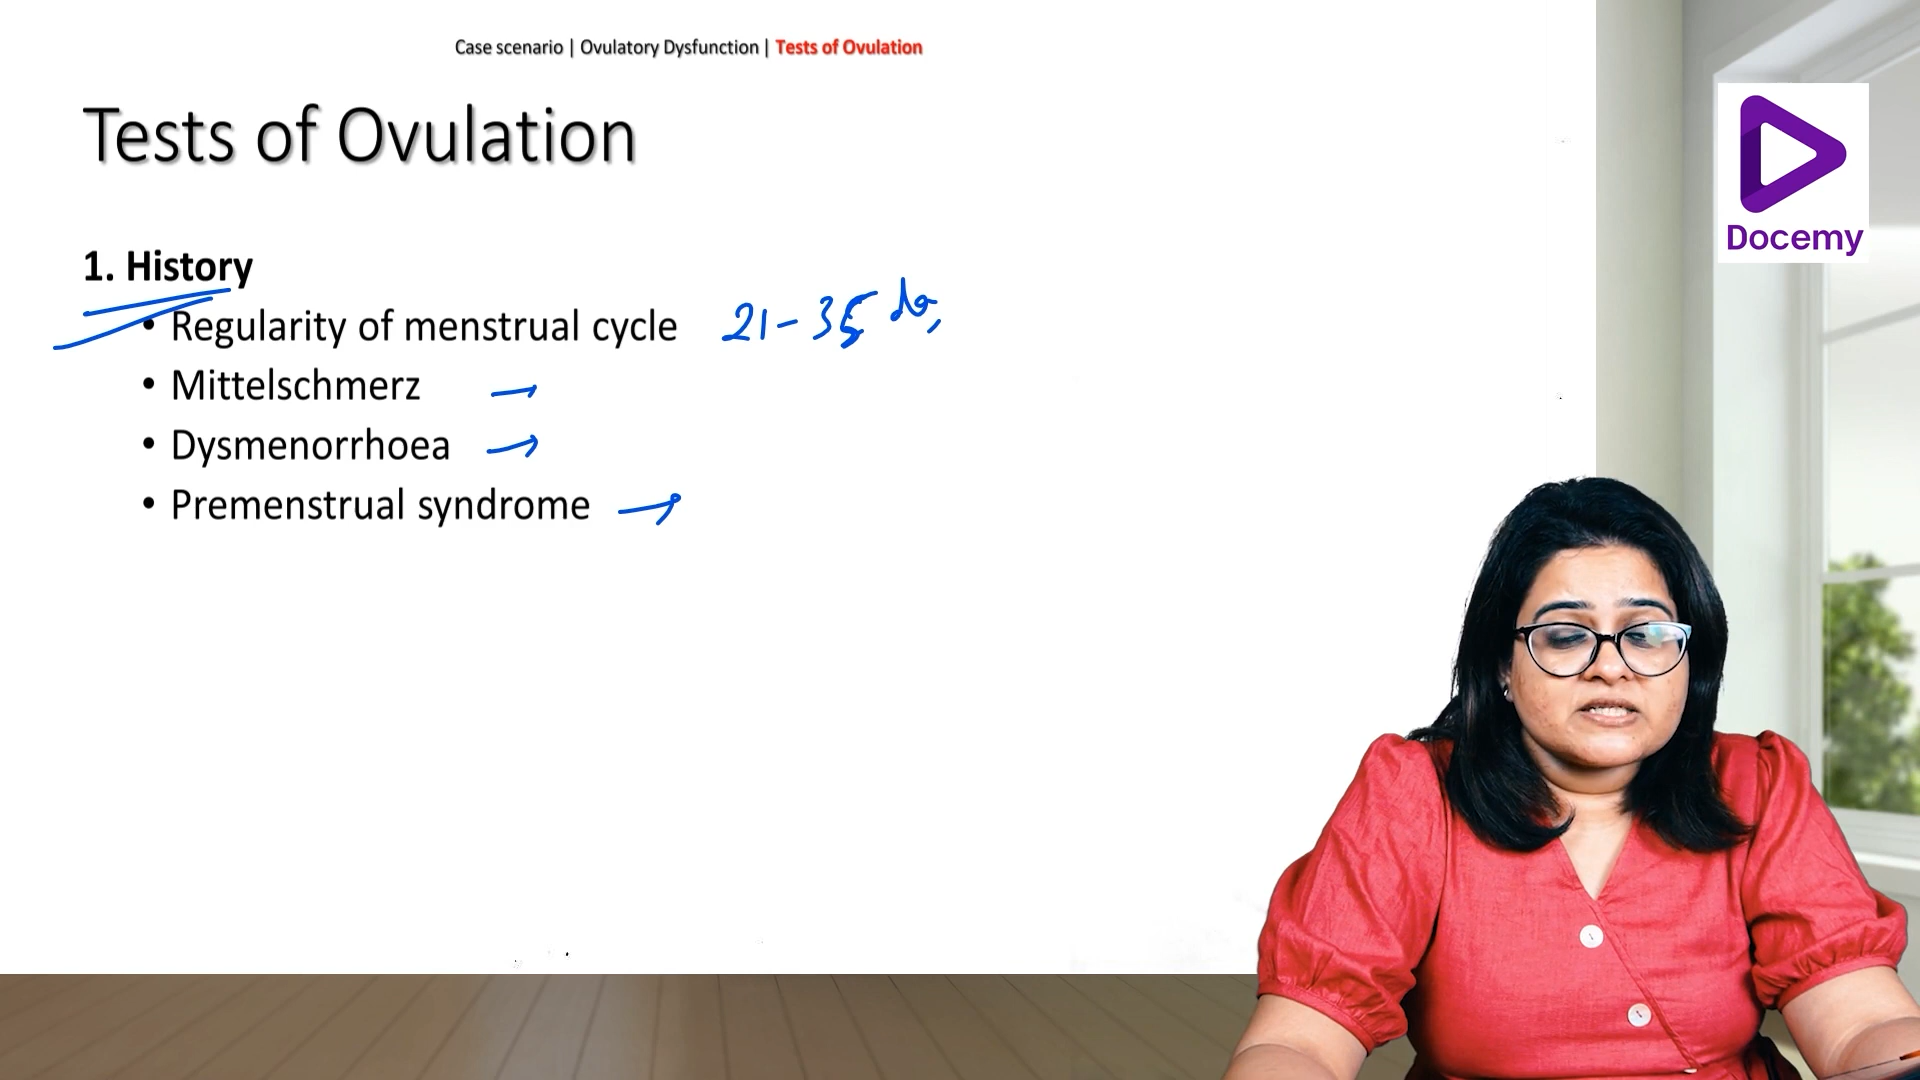 Case scenario | Ovulatory Dysfunction | Tests of Ovulation
Tests of Ovulation
Docemy
1. History
• Regularity of menstrual cycle 21-35
• Mittelschmerz →
• Dysmenorrhoea →
• Premenstrual syndrome →